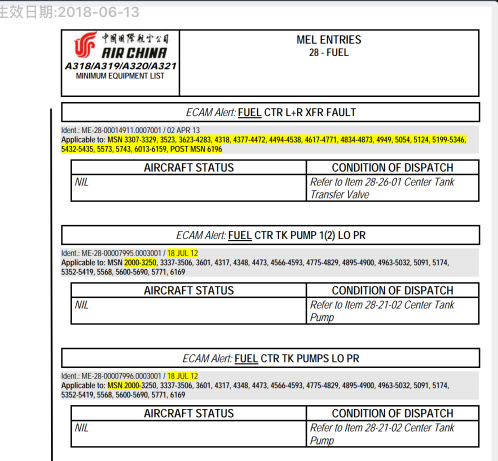 生效日期:2018-06-13
中国国际航空公司
AIR CHINA
A318/A319/A320/A321
MINIMUM EQUIPMENT LIST
MEL ENTRIES
28 - FUEL
ECAM Alert: FUEL CTR L+R XFR FAULT
Ident.: ME-28-00014911.0007001 / 02 APR 13
Applicable to: MSN 3307-3329, 3523, 3623-4283, 4318, 4377-4472, 4494-4538, 4617-4771, 4834-4873, 4949, 5054, 5124, 5199-5346,
5432-5435, 5573, 5743, 6013-6159, POST MSN 6196
AIRCRAFT STATUS CONDITION OF DISPATCH
NIL Refer to Item 28-26-01 Center Tank
Transfer Valve
ECAM Alert: FUEL CTR TK PUMP 1(2) LO PR
Ident.: ME-28-00007995.0003001 / 18 JUL 12
Applicable to: MSN 2000-3250, 3337-3506, 3601, 4317, 4348, 4473, 4566-4593, 4775-4829, 4895-4900, 4963-5032, 5091, 5174,
5352-5419, 5568, 5600-5690, 5771, 6169
AIRCRAFT STATUS CONDITION OF DISPATCH
NIL Refer to Item 28-21-02 Center Tank
Pump
ECAM Alert: FUEL CTR TK PUMPS LO PR
Ident.: ME-28-00007996.0003001 / 18 JUL 12
Applicable to: MSN 2000-3250, 3337-3506, 3601, 4317, 4348, 4473, 4566-4593, 4775-4829, 4895-4900, 4963-5032, 5091, 5174,
5352-5419, 5568, 5600-5690, 5771, 6169
AIRCRAFT STATUS CONDITION OF DISPATCH
NIL Refer to Item 28-21-02 Center Tank
Pump